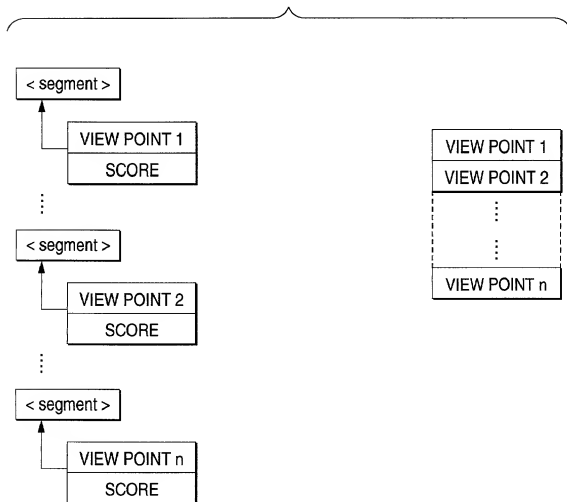 < segment >
VIEW POINT 1
SCORE
< segment >
VIEW POINT 2
SCORE
< segment >
VIEW POINT n
SCORE
VIEW POINT 1
VIEW POINT 2
VIEW POINT n